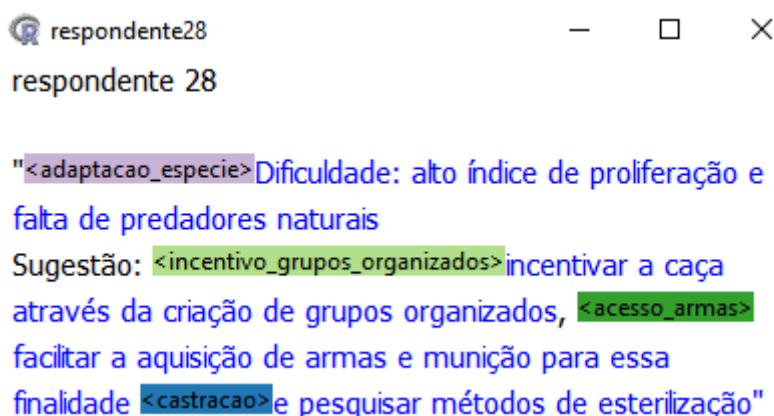 respondente28
respondente 28
"<adaptacao_especie>Dificuldade: alto índice de proliferação e
falta de predadores naturais
Sugestão: <incentivo_grupos_organizados>incentivar a caça
através da criação de grupos organizados, <acesso_armas>
facilitar a aquisição de armas e munição para essa
finalidade <castracao>e pesquisar métodos de esterilização"